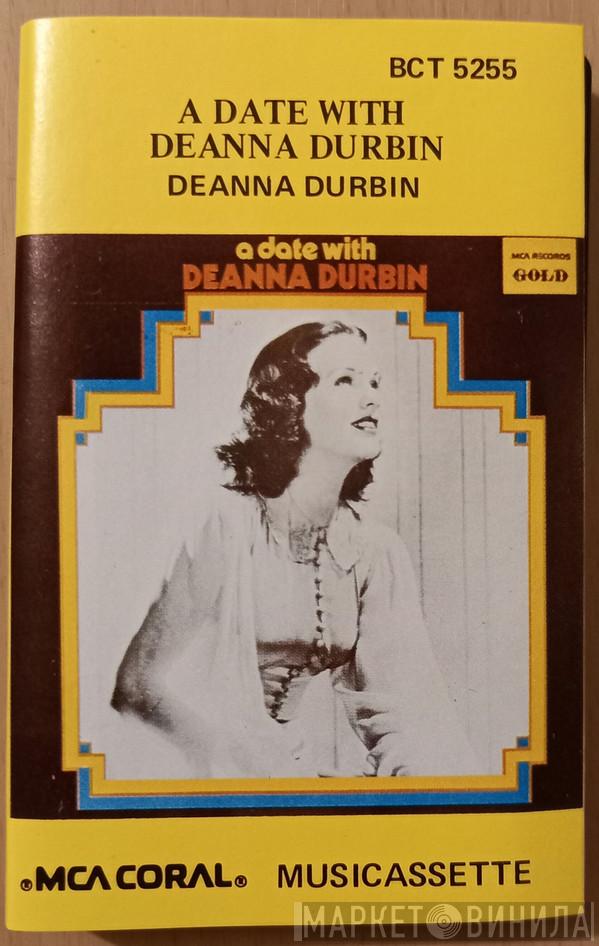 BCT 5255
A DATE WITH
DEANNA DURBIN
DEANNA DURBIN
a date with
DEANNA DURBIN
MCA RECORDS
GOLD
®MCA CORAL® MUSICASSETTE
МАРКЕТ ВИНИЛА